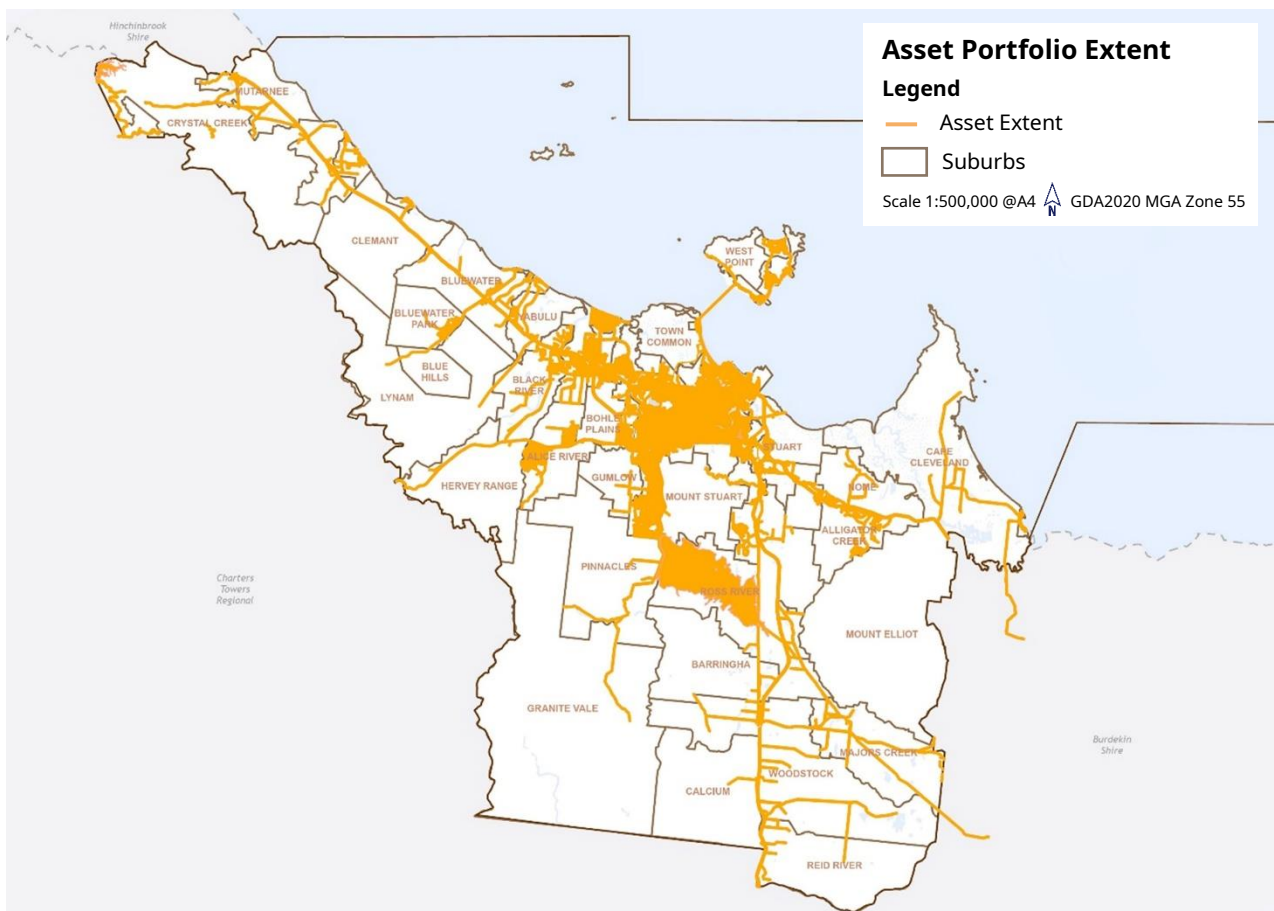 Hinchinbrook
Shire
Asset Portfolio Extent
Legend
Asset Extent
Suburbs
Scale 1:500,000 @A4 N GDA2020 MGA Zone 55
MUTARNEE
CRYSTAL CREEK
CLEMANT
WEST
POINT
BLUEWATER
BLUEWATER
PARK
YABULU
TOWN
COMMON
BLUE
HILLS
BLACK
RIVER
LYNAM
BOHLE
PLAINS
STUART
ALICE RIVER
CAPE
CLEVELAND
HERVEY RANGE
GUMLOW
MOUNT STUART
NOME
ALLIGATOR
CREEK
PINNACLES
Charters
Towers
Regional
ROSS RIVER
MOUNT ELLIOT
BARRINGHA
GRANITE VALE
Burdekin
Shire
MAJORS CREEK
WOODSTOCK
CALCIUM
REID RIVER